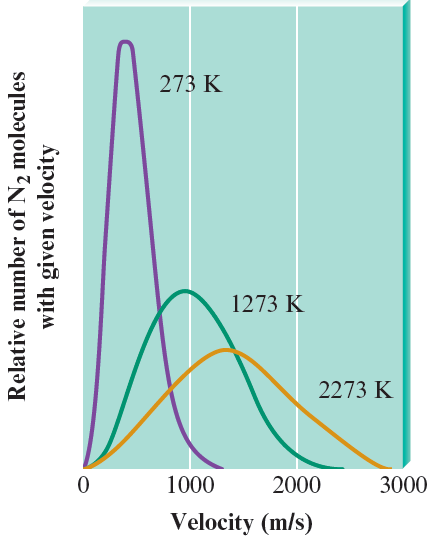 Relative number of N2 molecules
with given velocity
273 K
1273 K
2273 K
0 1000 2000 3000
Velocity (m/s)